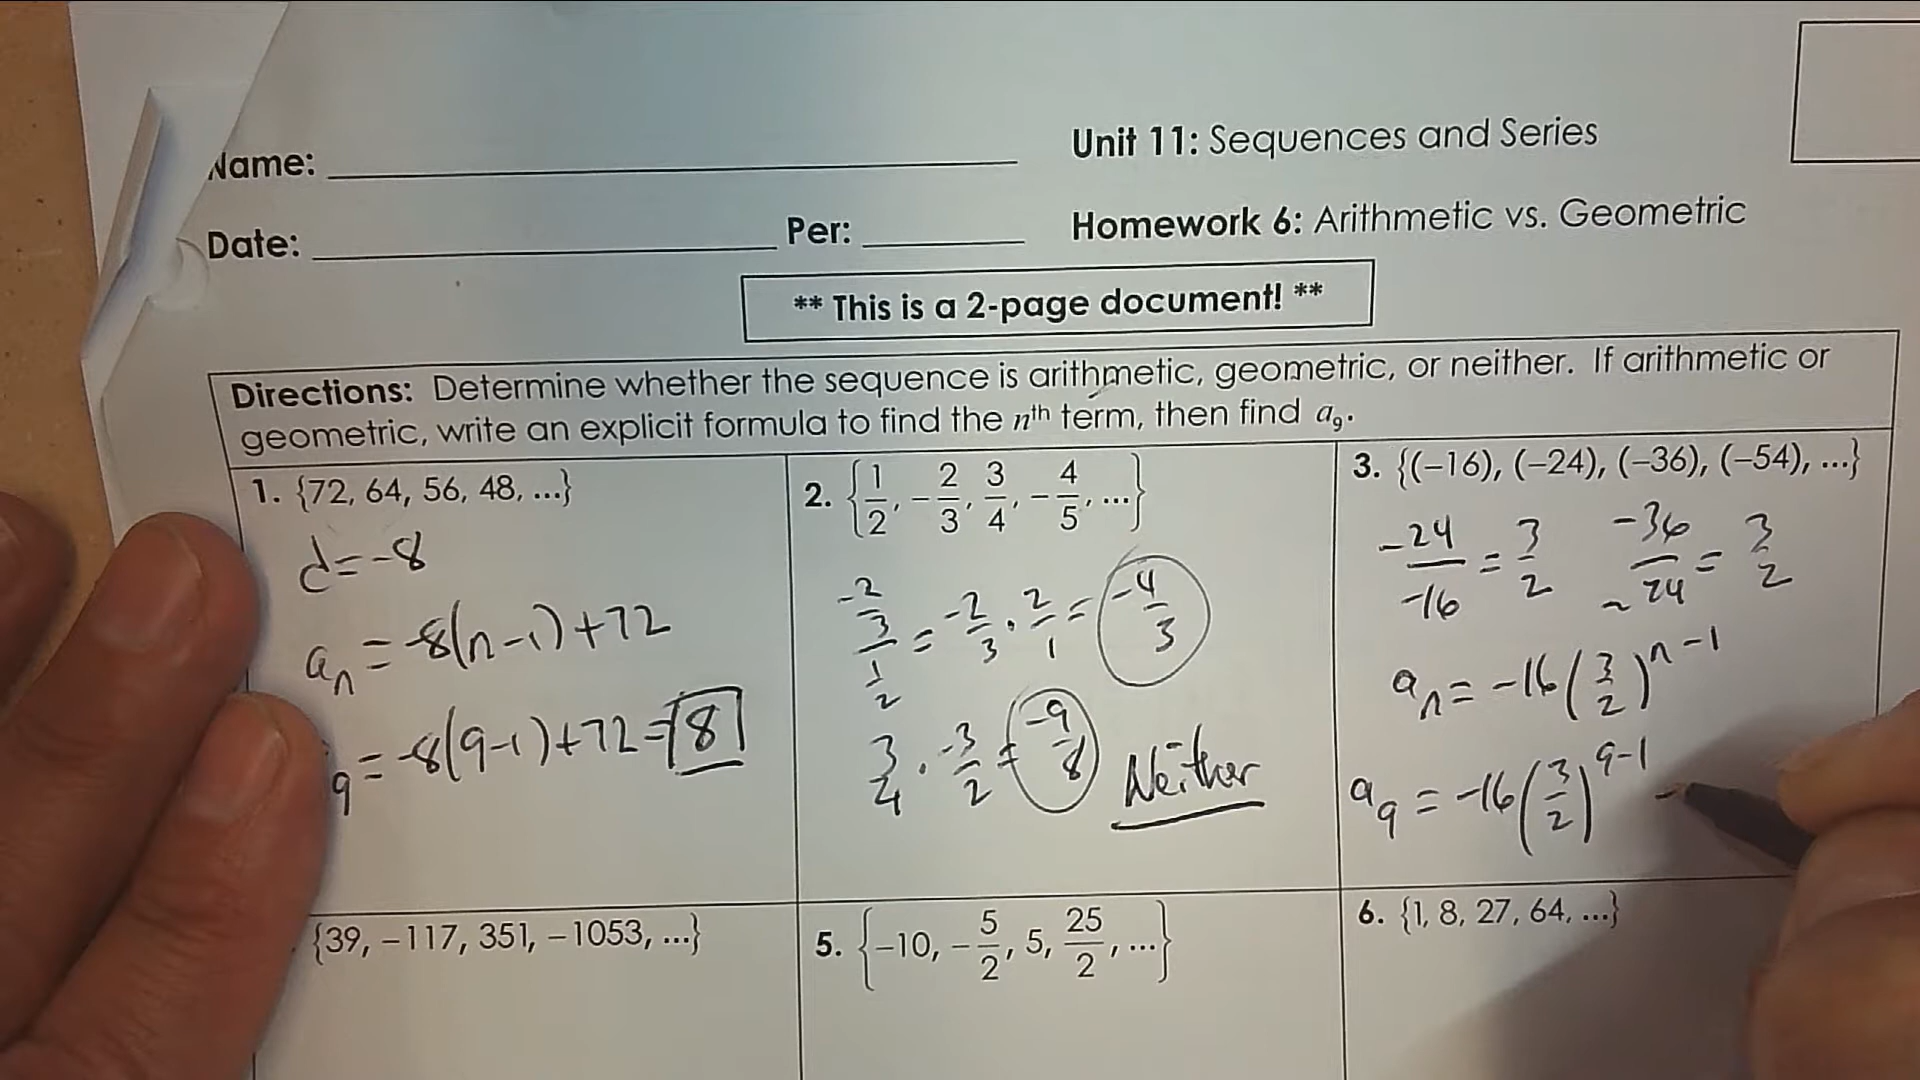 Name:
Unit 11: Sequences and Series
Date: Per:
Homework 6: Arithmetic vs. Geometric
** This is a 2-page document! **
Directions: Determine whether the sequence is arithmetic, geometric, or neither. If arithmetic or
geometric, write an explicit formula to find the nᵗʰ term, then find a₉.
1. {72, 64, 56, 48, ...}
d=-8
aₙ = -8(n-1)+72
₉ = -8(9-1)+72=8
2. {1/2, -2/3, 3/4, -4/5, ...}
(-2/3)/(1/2) = -2/3 · 2/1 = -4/3
3/4 · -3/2 = -9/8
Neither
3. {(-16), (-24), (-36), (-54), ...}
-24/-16 = 3/2 -36/-24 = 3/2
aₙ = -16(3/2)ⁿ⁻¹
a₉ = -16(3/2)⁹⁻¹
{39, -117, 351, -1053, ...}
5. {-10, -5/2, 5, 25/2, ...}
6. {1, 8, 27, 64, ...}